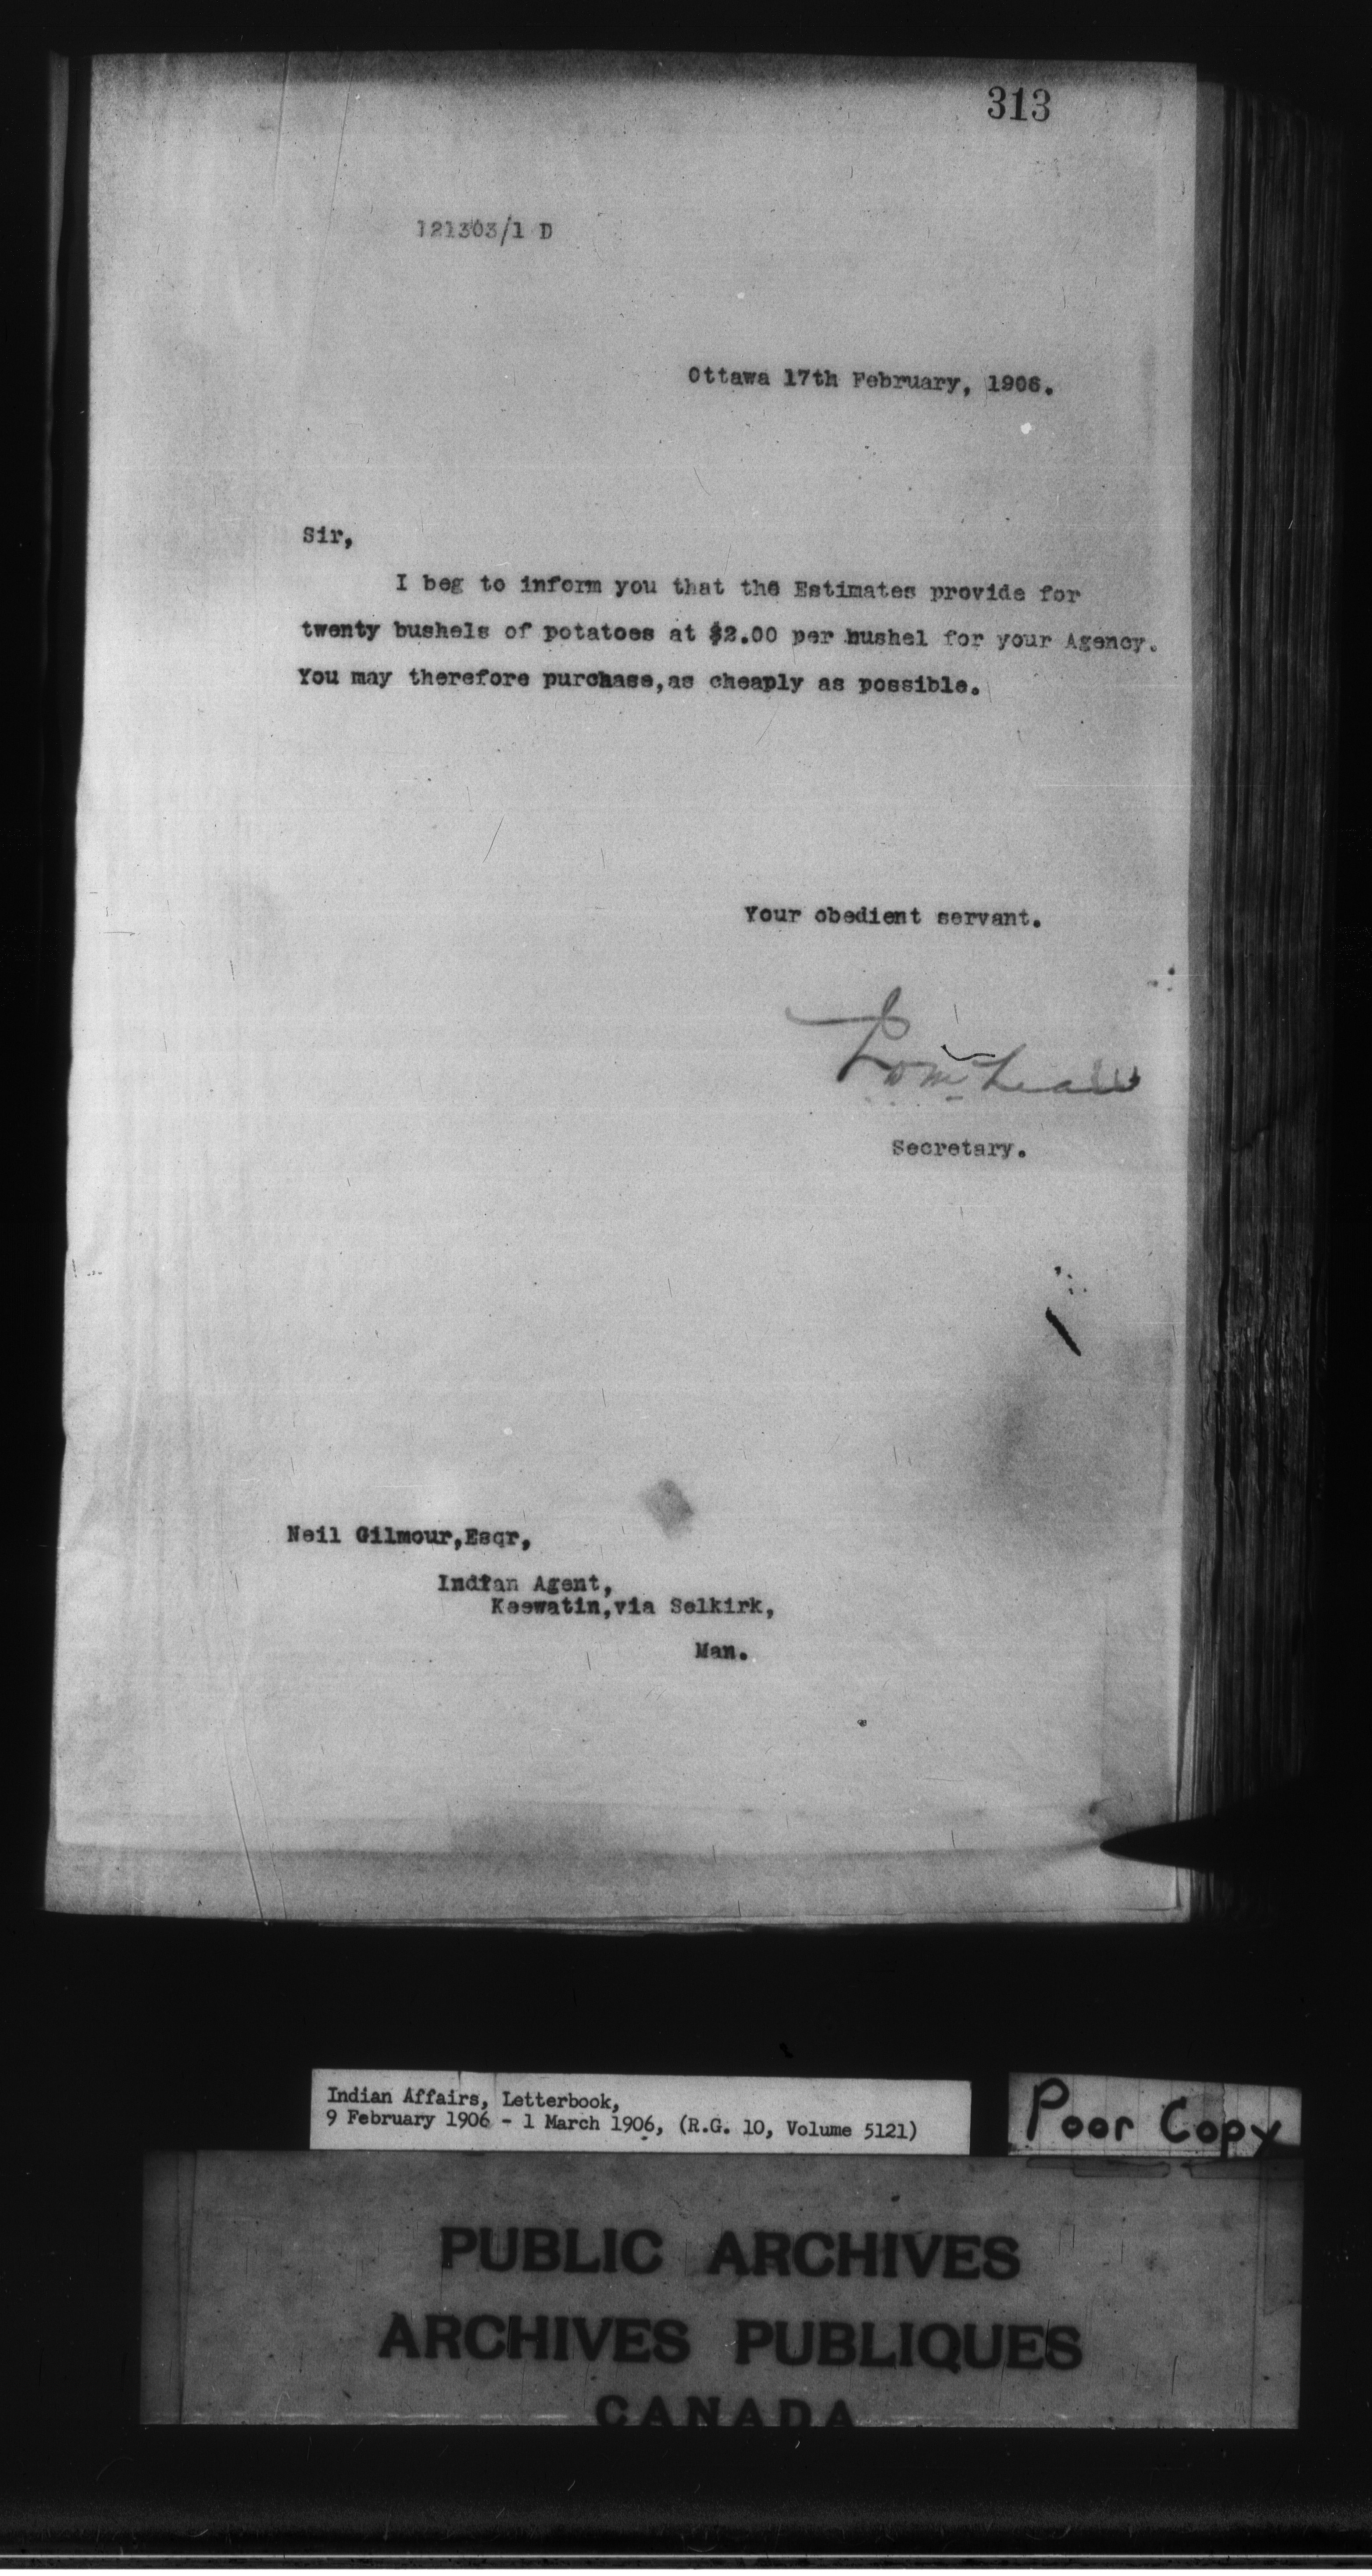 313
121303/1 D
Ottawa 17th February, 1906.
Sir,
I beg to inform you that the Estimates provide for
twenty bushels of potatoes at $2.00 per bushel for your Agency.
You may therefore purchase,as cheaply as possible.
Your obedient servant.
Secretary.
Neil Gilmour,Esqr,
Indian Agent,
Keewatin,via Selkirk,
Man.
Indian Affairs, Letterbook,
9 February 1906 - 1 March 1906, (R.G. 10, Volume 5121)
Poor Copy
PUBLIC ARCHIVES
ARCHIVES PUBLIQUES
CANADA